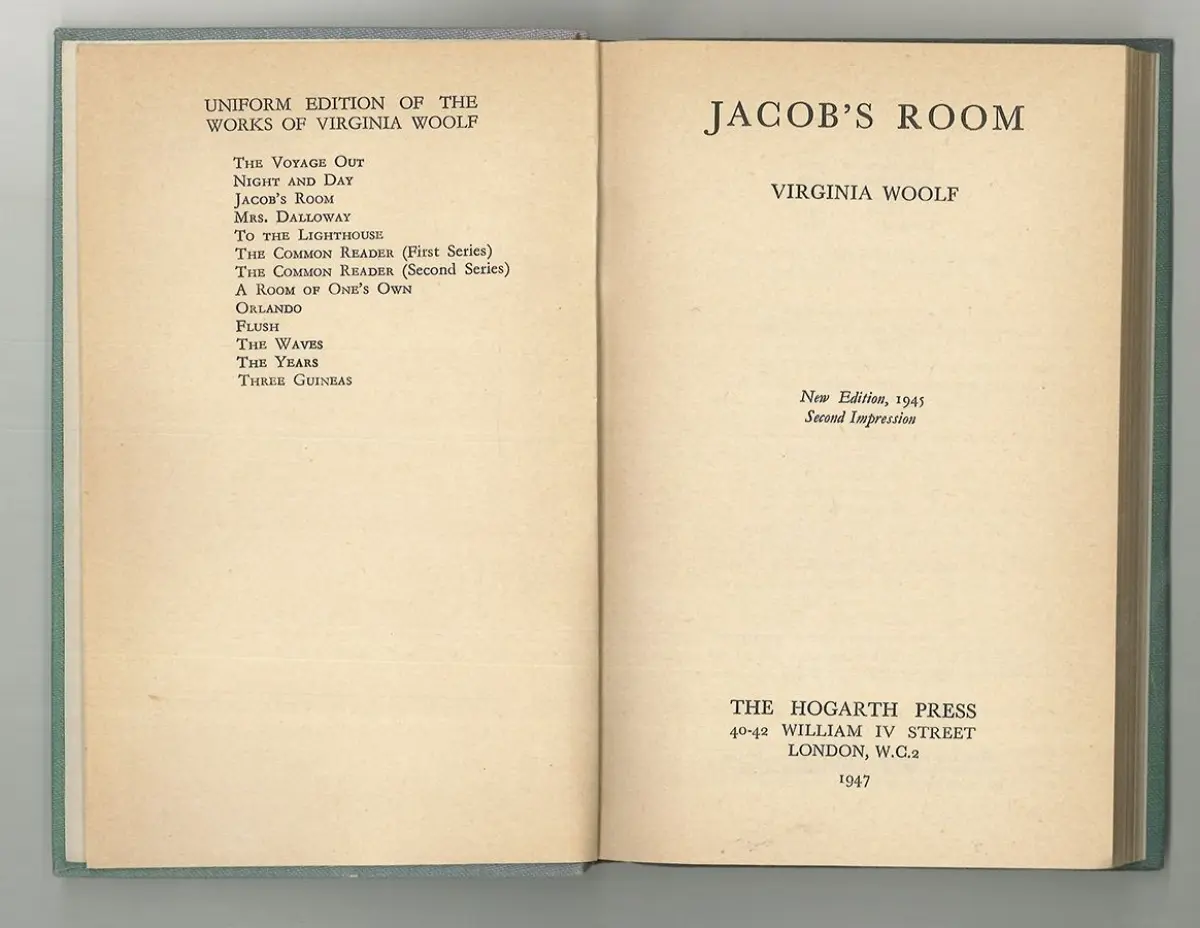 UNIFORM EDITION OF THE
WORKS OF VIRGINIA WOOLF
THE VOYAGE OUT
NIGHT AND DAY
JACOB'S ROOM
MRS. DALLOWAY
TO THE LIGHTHOUSE
THE COMMON READER (First Series)
THE COMMON READER (Second Series)
A ROOM OF ONE'S OWN
ORLANDO
FLUSH
THE WAVES
THE YEARS
THREE GUINEAS
JACOB'S ROOM
VIRGINIA WOOLF
New Edition, 1945
Second Impression
THE HOGARTH PRESS
40-42 WILLIAM IV STREET
LONDON, W.C.2
1947